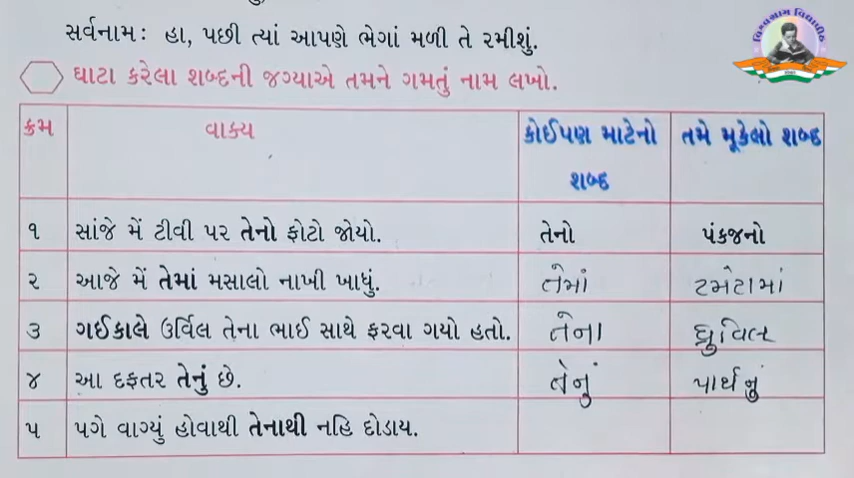 સર્વનામ: હા, પછી ત્યાં આપણે ભેગાં મળી તે રમીશું.
ઘાટા કરેલા શબ્દની જગ્યાએ તમને ગમતું નામ લખો.
ક્રમ વાક્ય કોઈપણ માટેનો શબ્દ તમે મૂકેલો શબ્દ
૧ સાંજે મેં ટીવી પર તેનો ફોટો જોયો. તેનો પંકજનો
૨ આજે મેં તેમાં મસાલો નાખી ખાધું. તેમાં ટમેટામાં
૩ ગઈકાલે ઉર્વિલ તેના ભાઈ સાથે ફરવા ગયો હતો. તેના ધ્રુવિલ
૪ આ દફતર તેનું છે. તેનું પાર્થનું
૫ પગે વાગ્યું હોવાથી તેનાથી નહિ દોડાય.